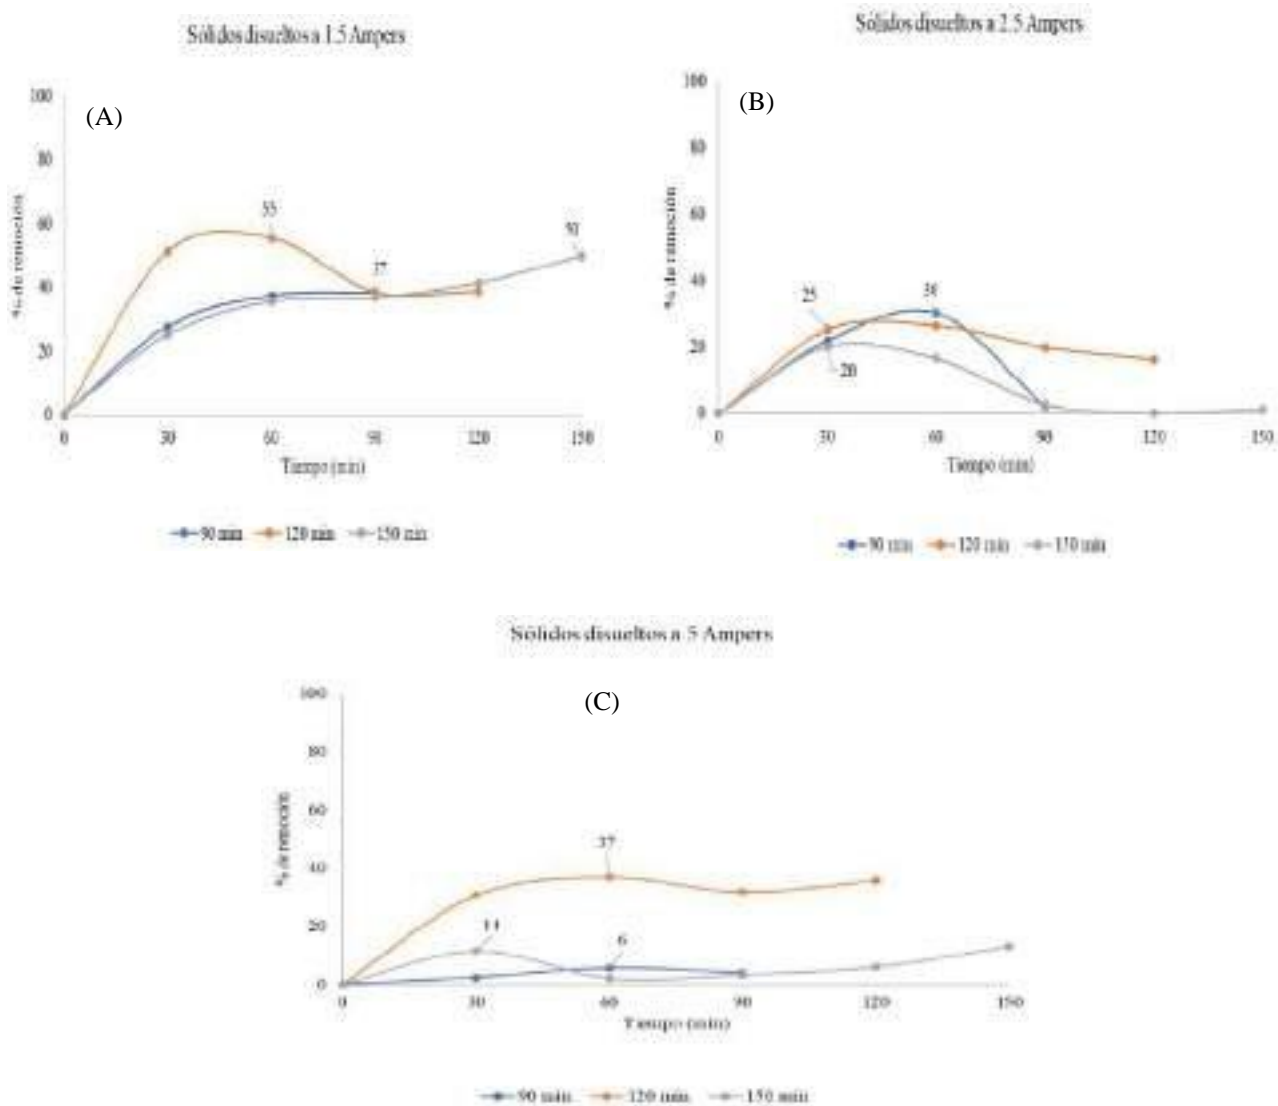 Sólidos disueltos a 1.5 Ampers
(A)
100
80
60
40
20
0
% de remoción
55
37
50
0 30 60 90 120 150
Tiempo (min)
90 min 120 min 150 min
Sólidos disueltos a 2.5 Ampers
(B)
100
80
60
40
20
0
% de remoción
25
30
20
0 30 60 90 120 150
Tiempo (min)
90 min 120 min 150 min
Sólidos disueltos a 5 Ampers
(C)
100
80
60
40
20
0
% de remoción
37
6
0 30 60 90 120 150
Tiempo (min)
90 min 120 min 150 min